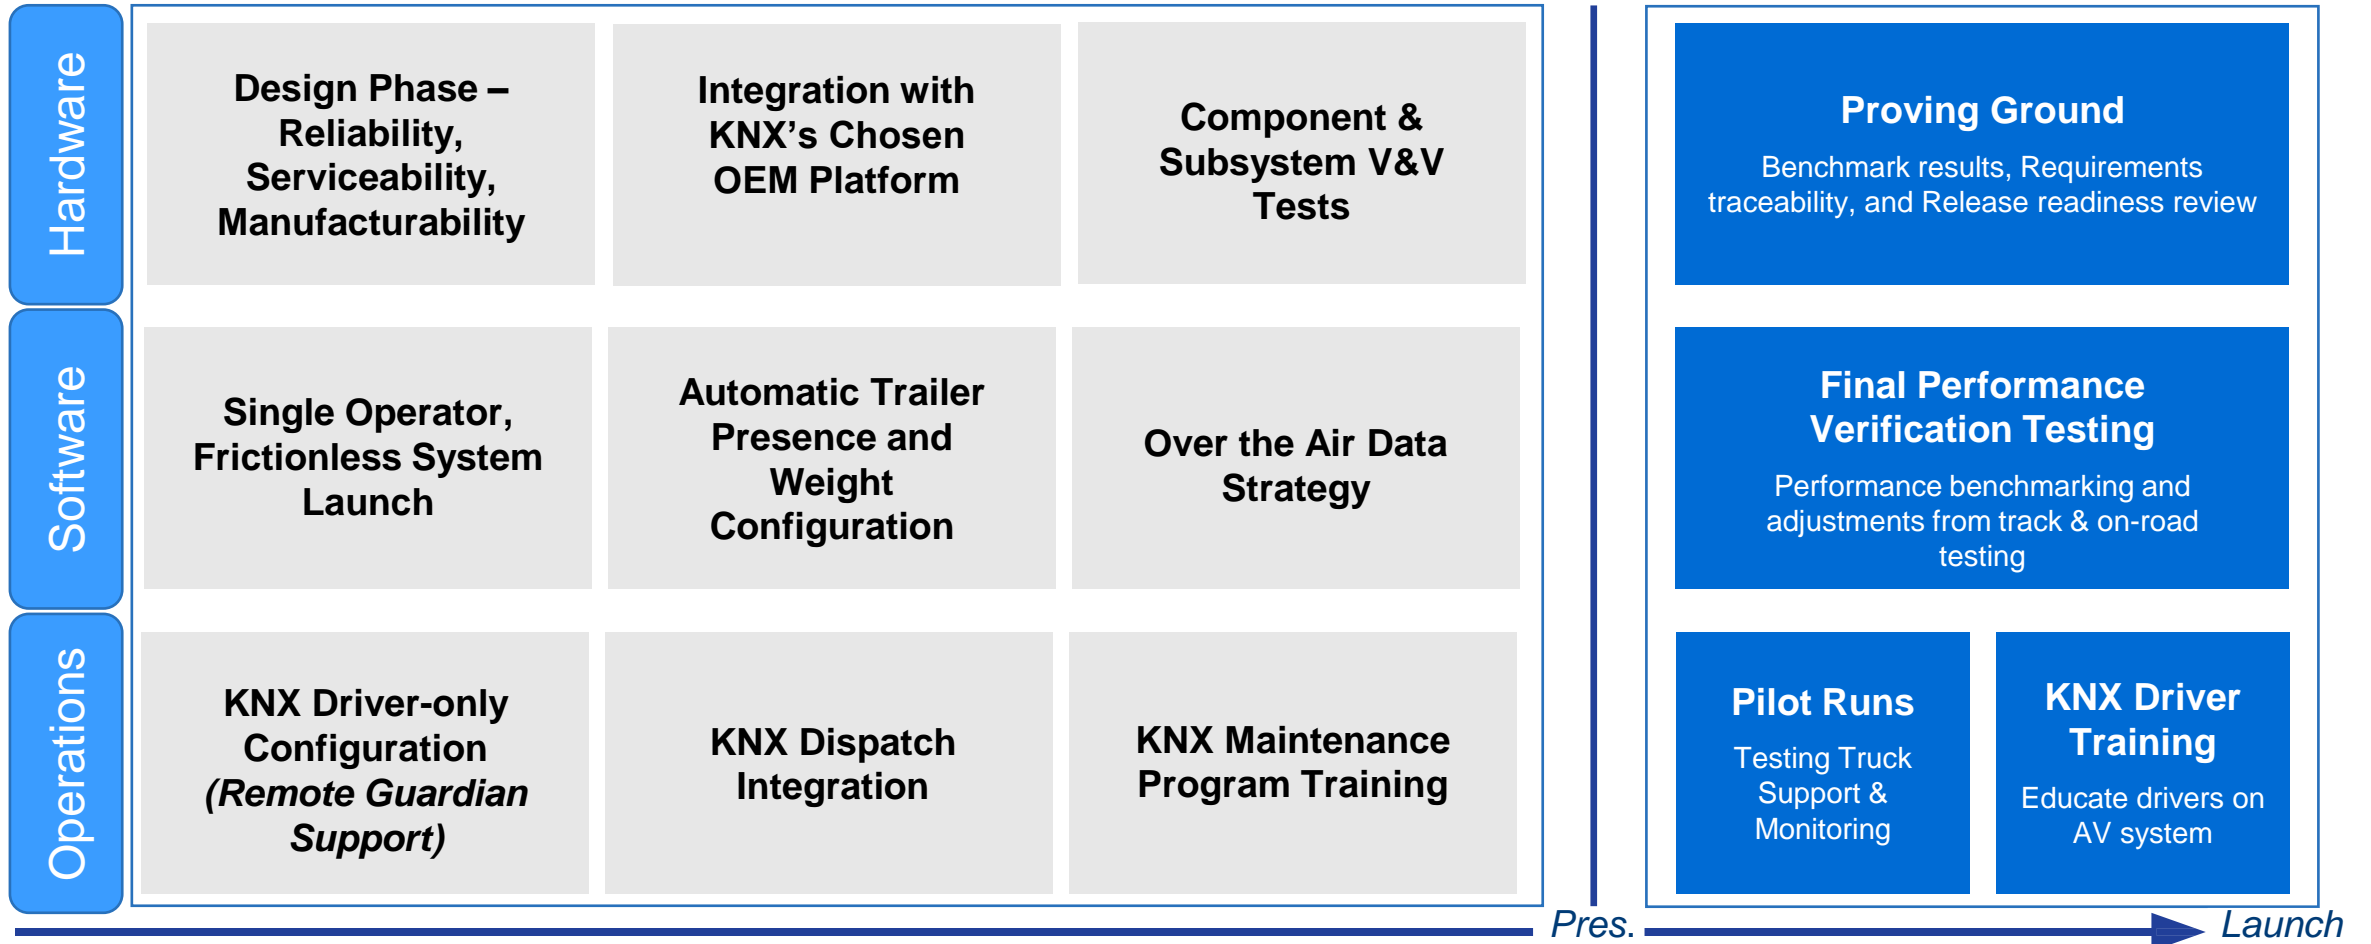 Hardware
Design Phase –
Reliability,
Serviceability,
Manufacturability
Integration with
KNX’s Chosen
OEM Platform
Component &
Subsystem V&V
Tests
Proving Ground
Benchmark results, Requirements
traceability, and Release readiness review
Software
Single Operator,
Frictionless System
Launch
Automatic Trailer
Presence and
Weight
Configuration
Over the Air Data
Strategy
Final Performance
Verification Testing
Performance benchmarking and
adjustments from track & on-road
testing
Operations
KNX Driver-only
Configuration
(Remote Guardian
Support)
KNX Dispatch
Integration
KNX Maintenance
Program Training
Pilot Runs
Testing Truck
Support &
Monitoring
KNX Driver
Training
Educate drivers on
AV system
Pres.
Launch